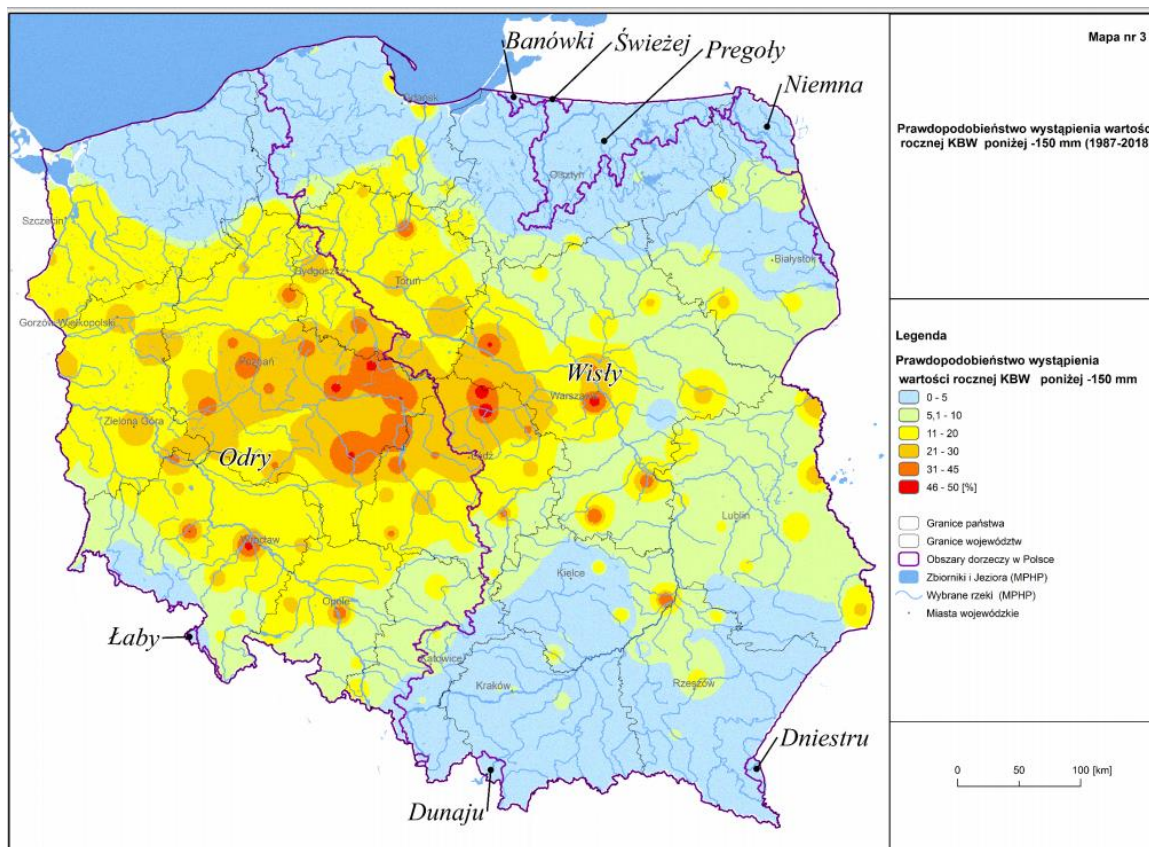 Mapa nr 3
Prawdopodobieństwo wystąpienia wartośc
rocznej KBW poniżej -150 mm (1987-2018
Banówki
Świeżej
Pregoły
Niemna
Gdańsk
Olsztyn
Szczecin
Białystok
Bydgoszcz
Toruń
Gorzów Wielkopolski
Poznań
Wisły
Warszawa
Zielona Góra
Odry
Łódź
Wrocław
Lublin
Kielce
Opole
Łaby
Katowice
Kraków
Rzeszów
Dniestru
Dunaju
Legenda
Prawdopodobieństwo wystąpienia
wartości rocznej KBW poniżej -150 mm
0 - 5
5,1 - 10
11 - 20
21 - 30
31 - 45
46 - 50 [%]
Granice państwa
Granice województw
Obszary dorzeczy w Polsce
Zbiorniki i Jeziora (MPHP)
Wybrane rzeki (MPHP)
Miasta wojewódzkie
0 50 100 [km]